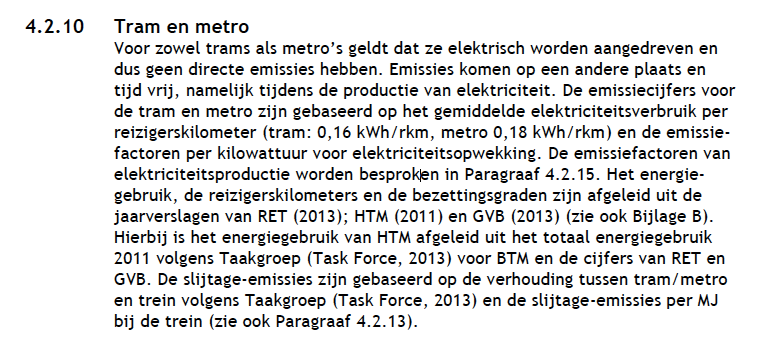 4.2.10 Tram en metro
Voor zowel trams als metro's geldt dat ze elektrisch worden aangedreven en
dus geen directe emissies hebben. Emissies komen op een andere plaats en
tijd vrij, namelijk tijdens de productie van elektriciteit. De emissiecijfers voor
de tram en metro zijn gebaseerd op het gemiddelde elektriciteitsverbruik per
reizigerskilometer (tram: 0,16 kWh/rkm, metro 0,18 kWh/rkm) en de emissie-
factoren per kilowattuur voor elektriciteitsopwekking. De emissiefactoren van
elektriciteitsproductie worden besproken in Paragraaf 4.2.15. Het energie-
gebruik, de reizigerskilometers en de bezettingsgraden zijn afgeleid uit de
jaarverslagen van RET (2013); HTM (2011) en GVB (2013) (zie ook Bijlage B).
Hierbij is het energiegebruik van HTM afgeleid uit het totaal energiegebruik
2011 volgens Taakgroep (Task Force, 2013) voor BTM en de cijfers van RET en
GVB. De slijtage-emissies zijn gebaseerd op de verhouding tussen tram/metro
en trein volgens Taakgroep (Task Force, 2013) en de slijtage-emissies per MJ
bij de trein (zie ook Paragraaf 4.2.13).